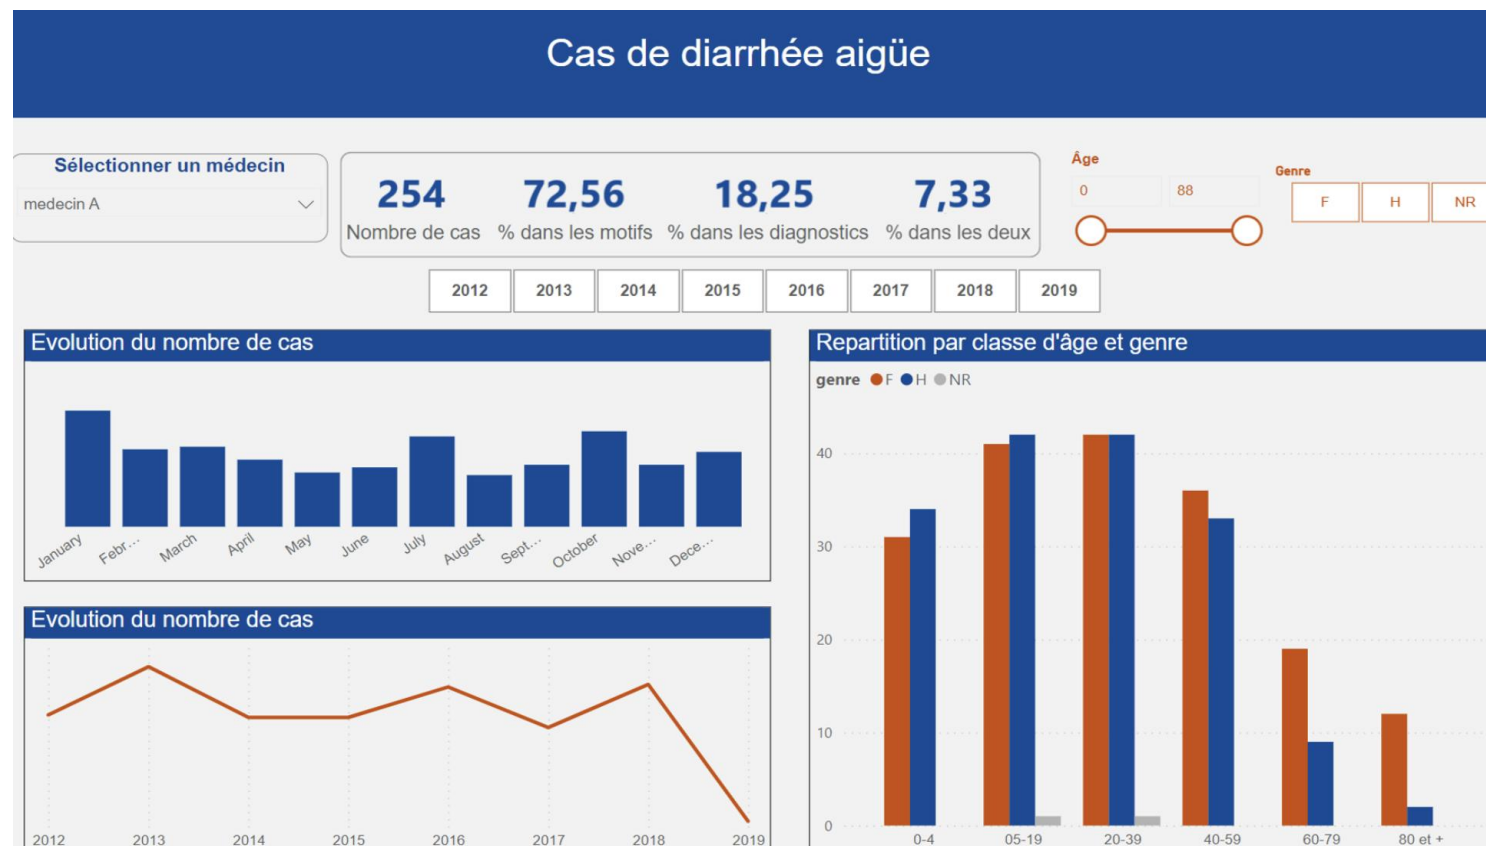 Cas de diarrhée aigüe
Sélectionner un médecin
medecin A
254
72,56
18,25
7,33
Nombre de cas
% dans les motifs
% dans les diagnostics
% dans les deux
Âge
0
88
Genre
F
H
NR
2012
2013
2014
2015
2016
2017
2018
2019
Evolution du nombre de cas
January
Febr...
March
April
May
June
July
August
Sept...
October
Nove...
Dece...
Evolution du nombre de cas
2012
2013
2014
2015
2016
2017
2018
2019
Repartition par classe d'âge et genre
genre F H NR
40
30
20
10
0
0-4
05-19
20-39
40-59
60-79
80 et +